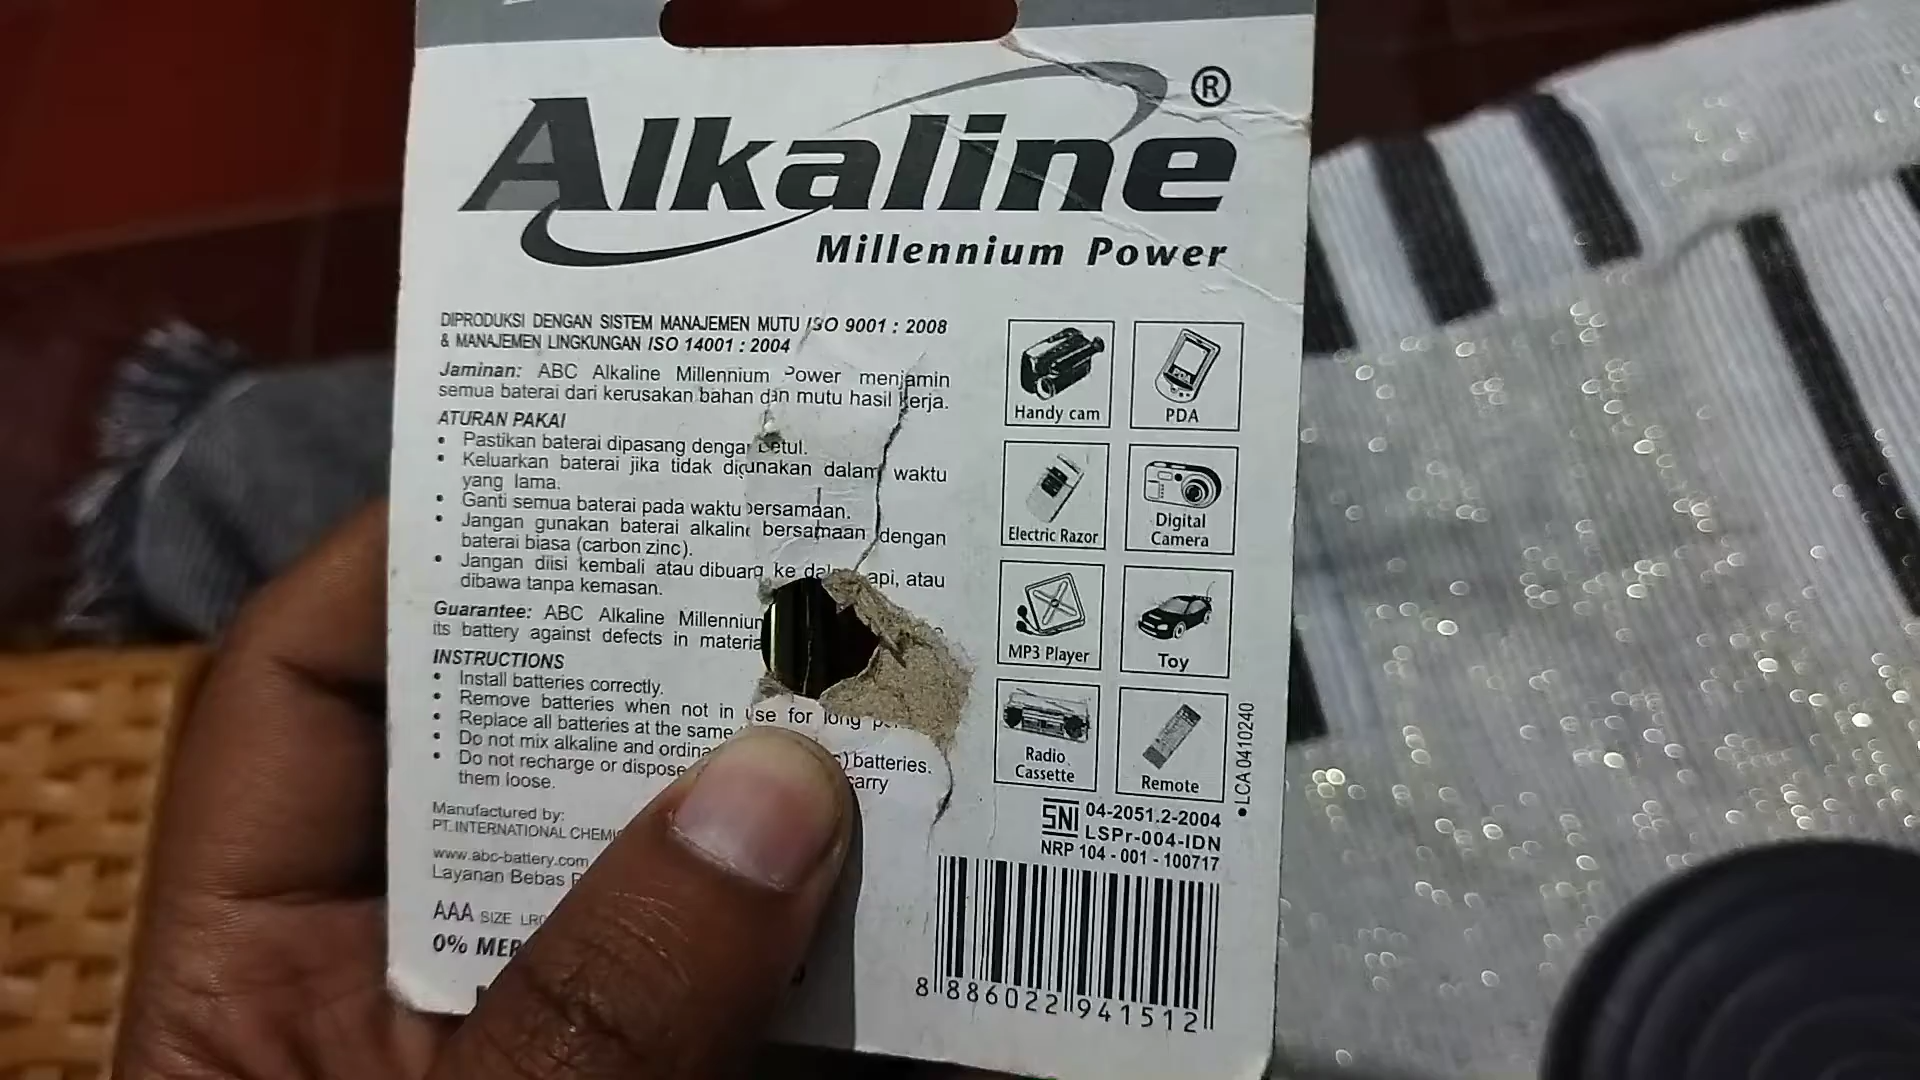 Alkaline®
Millennium Power
DIPRODUKSI DENGAN SISTEM MANAJEMEN MUTU ISO 9001 : 2008
& MANAJEMEN LINGKUNGAN ISO 14001 : 2004
Jaminan: ABC Alkaline Millennium Power menjamin
semua baterai dari kerusakan bahan dan mutu hasil kerja.
ATURAN PAKAI
• Pastikan baterai dipasang dengan betul.
• Keluarkan baterai jika tidak digunakan dalam waktu
yang lama.
• Ganti semua baterai pada waktu bersamaan.
• Jangan gunakan baterai alkaline bersamaan dengan
baterai biasa (carbon zinc).
• Jangan diisi kembali atau dibuang ke dalam api, atau
dibawa tanpa kemasan.
Guarantee: ABC Alkaline Millennium
its battery against defects in
INSTRUCTIONS
• Install batteries correctly.
• Remove batteries when not in use for long
• Replace all batteries at the same
• Do not mix alkaline and batteries.
• Do not recharge or dispose carry
them loose.
Manufactured by:
PT. INTERNATIONAL
www.abc-battery.com
Layanan Bebas
AAA SIZE
0%
Handy cam
PDA
Electric Razor
Digital
Camera
MP3 Player
Toy
Radio
Cassette
Remote
•LCA 0410240
SNI 04-2051.2-2004
LSPr-004-IDN
NRP 104 - 001 - 100717
8 886022 941512